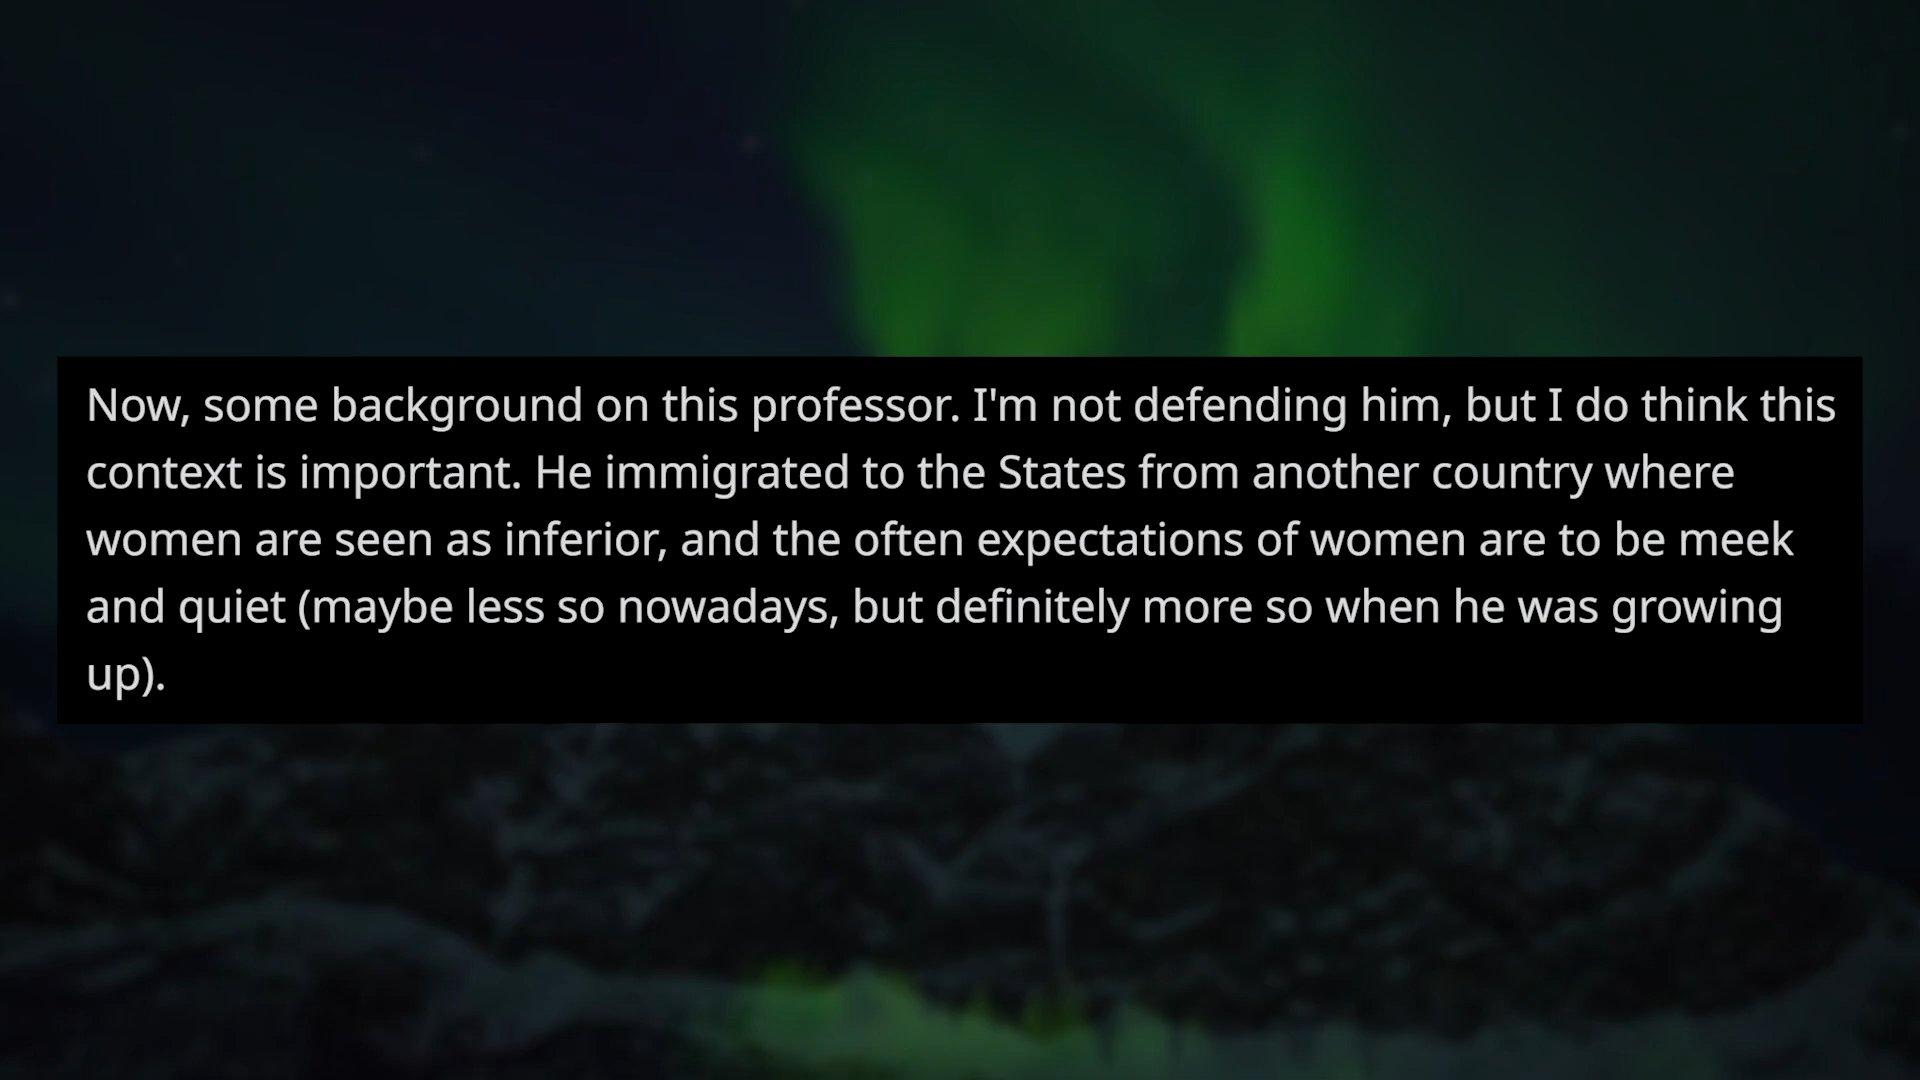 Now, some background on this professor. I'm not defending him, but I do think this
context is important. He immigrated to the States from another country where
women are seen as inferior, and the often expectations of women are to be meek
and quiet (maybe less so nowadays, but definitely more so when he was growing
up).